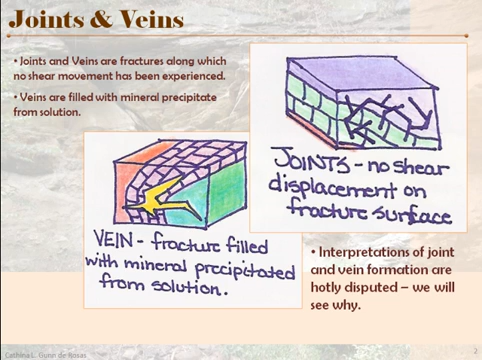 Joints & Veins
• Joints and Veins are fractures along which
no shear movement has been experienced.
• Veins are filled with mineral precipitate
from solution.
JOINTS - no shear
displacement on
fracture surface
VEIN - fracture filled
with mineral precipitated
from solution.
• Interpretations of joint
and vein formation are
hotly disputed – we will
see why.
Cathina L. Gunn de Rosas
2